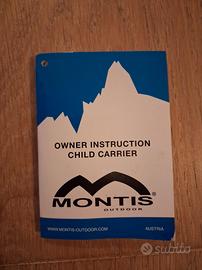 OWNER INSTRUCTION
CHILD CARRIER
MONTIS®
OUTDOOR
WWW.MONTIS-OUTDOOR.COM AUSTRIA
subito